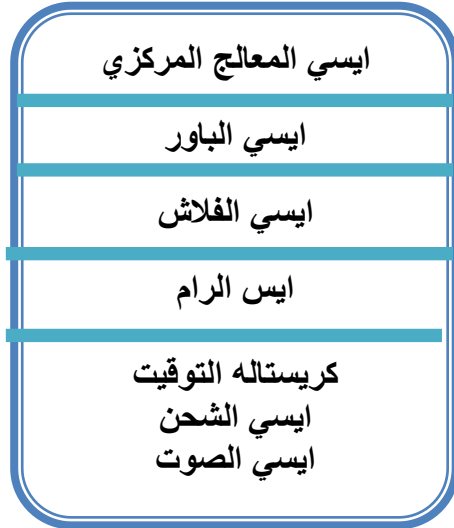 ايسي المعالج المركزي
ايسي الباور
ايسي الفلاش
ايس الرام
كريستاله التوقيت
ايسي الشحن
ايسي الصوت